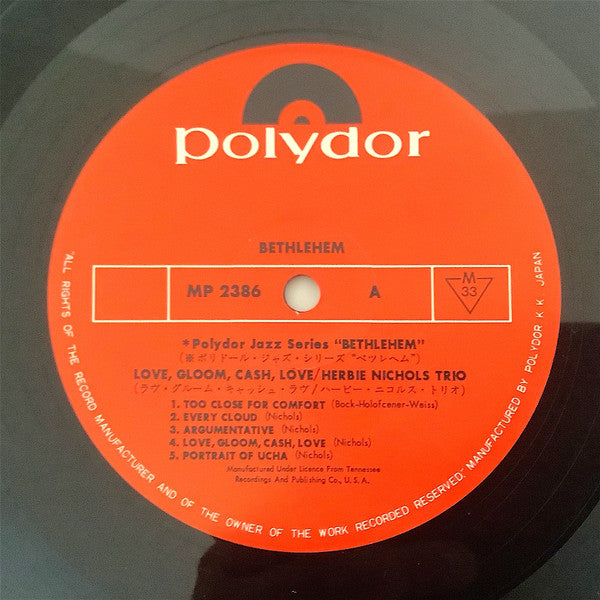 polydor
BETHLEHEM
MP 2386
A
M
33
*Polydor Jazz Series "BETHLEHEM"
(※ポリドール・ジャズ・シリーズ "ベツレヘム")
LOVE, GLOOM, CASH, LOVE/HERBIE NICHOLS TRIO
(ラヴ・グルーム・キャッシュ・ラヴ/ハービー・ニコルス・トリオ)
1. TOO CLOSE FOR COMFORT (Bock-Holofcener-Weiss)
2. EVERY CLOUD (Nichols)
3. ARGUMENTATIVE (Nichols)
4. LOVE, GLOOM, CASH, LOVE (Nichols)
5. PORTRAIT OF UCHA (Nichols)
Manufactured Under Licence From Tennessee
Recording And Publishing Co., U.S.A.
"ALL RIGHTS OF THE RECORD MANUFACTURER AND OF THE OWNER OF THE WORK RECORDED RESERVED." MANUFACTURED BY POLYDOR K.K. JAPAN